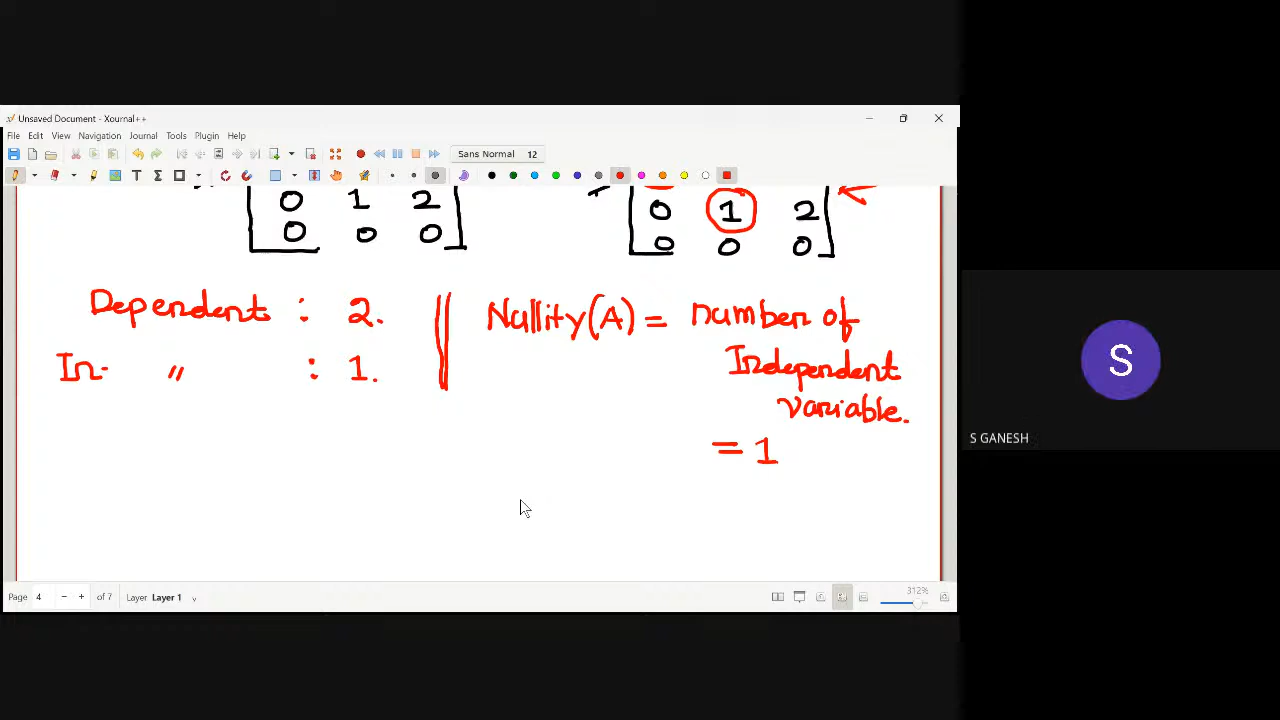 Unsaved Document - Xournal++
File Edit View Navigation Journal Tools Plugin Help
Sans Normal 12
0 1 2
0 0 0
0 1 2
0 0 0
Dependent : 2.
In- " : 1.
Nullity(A) = number of
Independent
variable.
= 1
S
S GANESH
Page 4 of 7 Layer Layer 1
312%